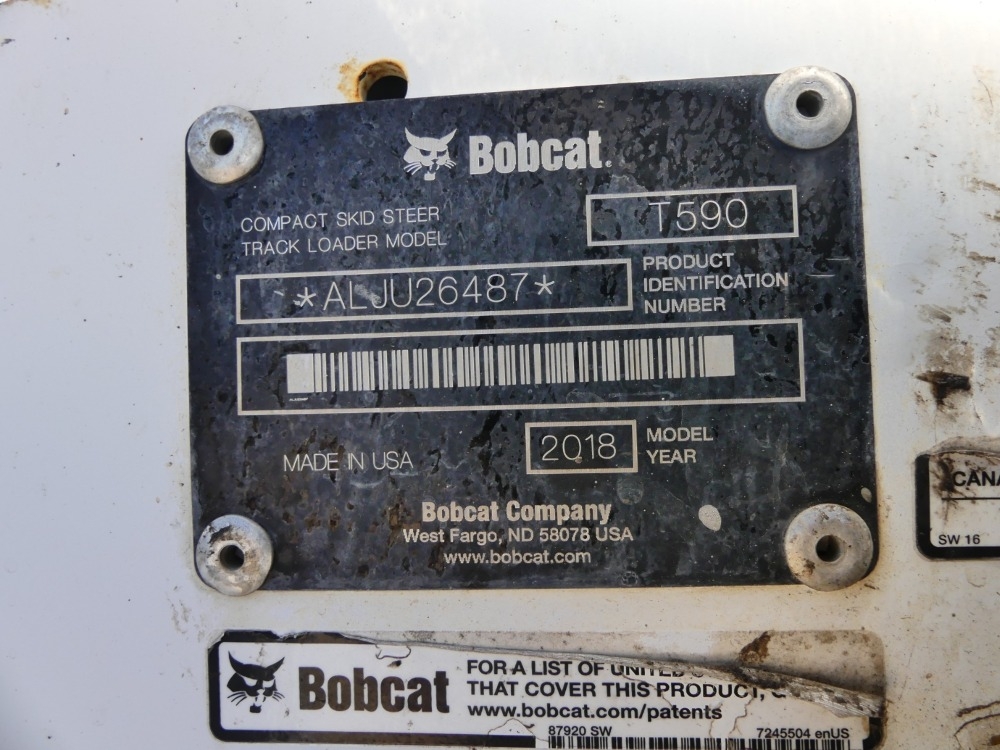 Bobcat.
COMPACT SKID STEER
TRACK LOADER MODEL
T590
*ALJU26487*
PRODUCT
IDENTIFICATION
NUMBER
MADE IN USA
2018
MODEL
YEAR
Bobcat Company
West Fargo, ND 58078 USA
www.bobcat.com
CANA
SW 16
Bobcat
FOR A LIST OF UNITED
THAT COVER THIS PRODUCT,
www.bobcat.com/patents
87920 SW
7245504 enUS